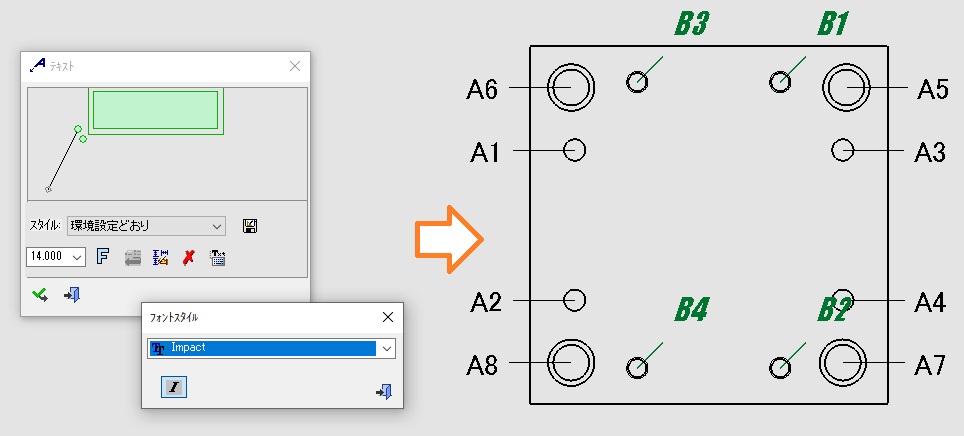 テキスト
スタイル:
環境設定どおり
14.000
F
Text
フォントスタイル
Impact
I
B3
B1
A6
A5
A1
A3
A2
A4
B4
B2
A8
A7